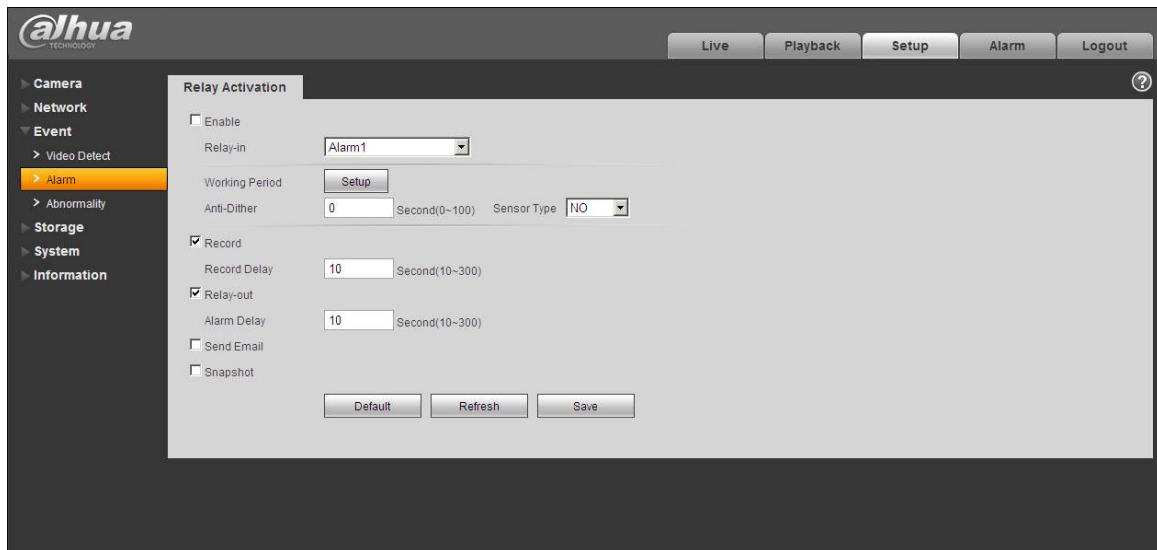 alhua
TECHNOLOGY
Live Playback Setup Alarm Logout
Camera
Network
Event
> Video Detect
> Alarm
> Abnormality
Storage
System
Information
Relay Activation ?
Enable
Relay-in Alarm1
Working Period Setup
Anti-Dither 0 Second(0~100) Sensor Type NO
Record
Record Delay 10 Second(10~300)
Relay-out
Alarm Delay 10 Second(10~300)
Send Email
Snapshot
Default Refresh Save